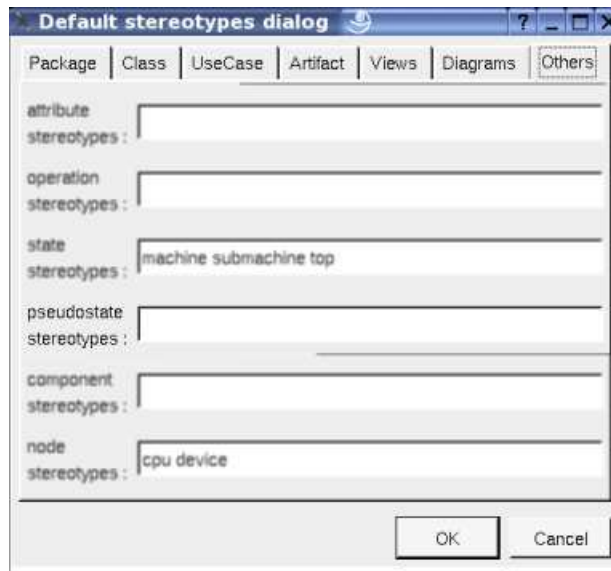 Default stereotypes dialog
Package Class UseCase Artifact Views Diagrams Others
attribute
stereotypes :
operation
stereotypes :
state
stereotypes :
machine submachine top
pseudostate
stereotypes :
component
stereotypes :
node
stereotypes :
cpu device
OK Cancel